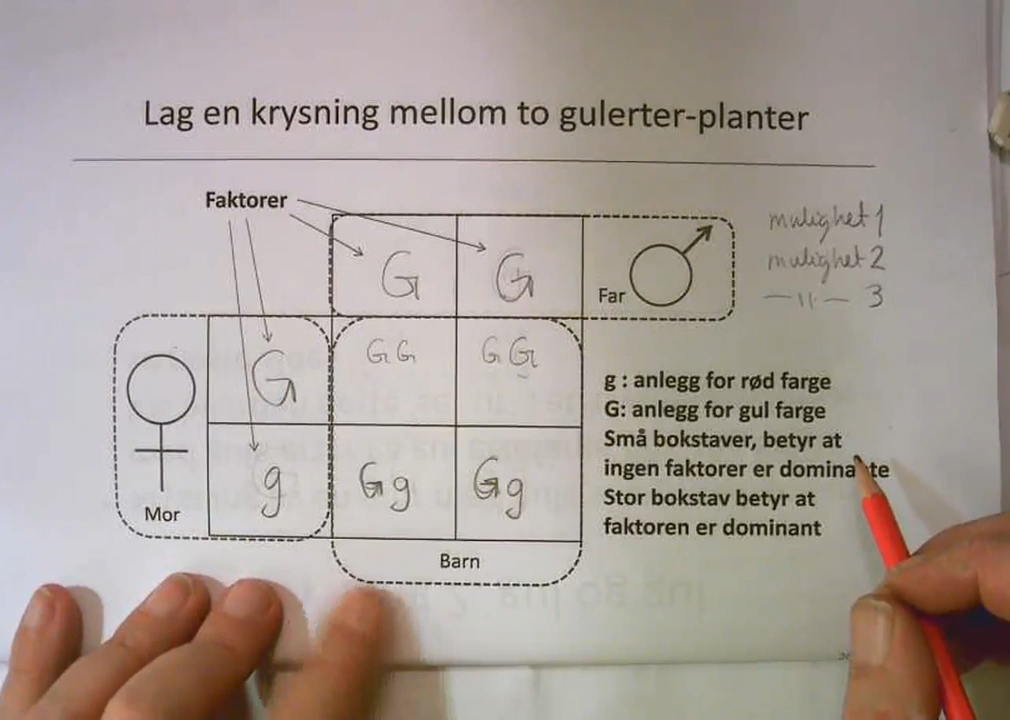 Lag en krysning mellom to gulerter-planter
Faktorer
G G
Far
mulighet 1
mulighet 2
—11— 3
G GG GG
g Gg Gg
Mor
Barn
g : anlegg for rød farge
G: anlegg for gul farge
Små bokstaver, betyr at
ingen faktorer er dominante
Stor bokstav betyr at
faktoren er dominant